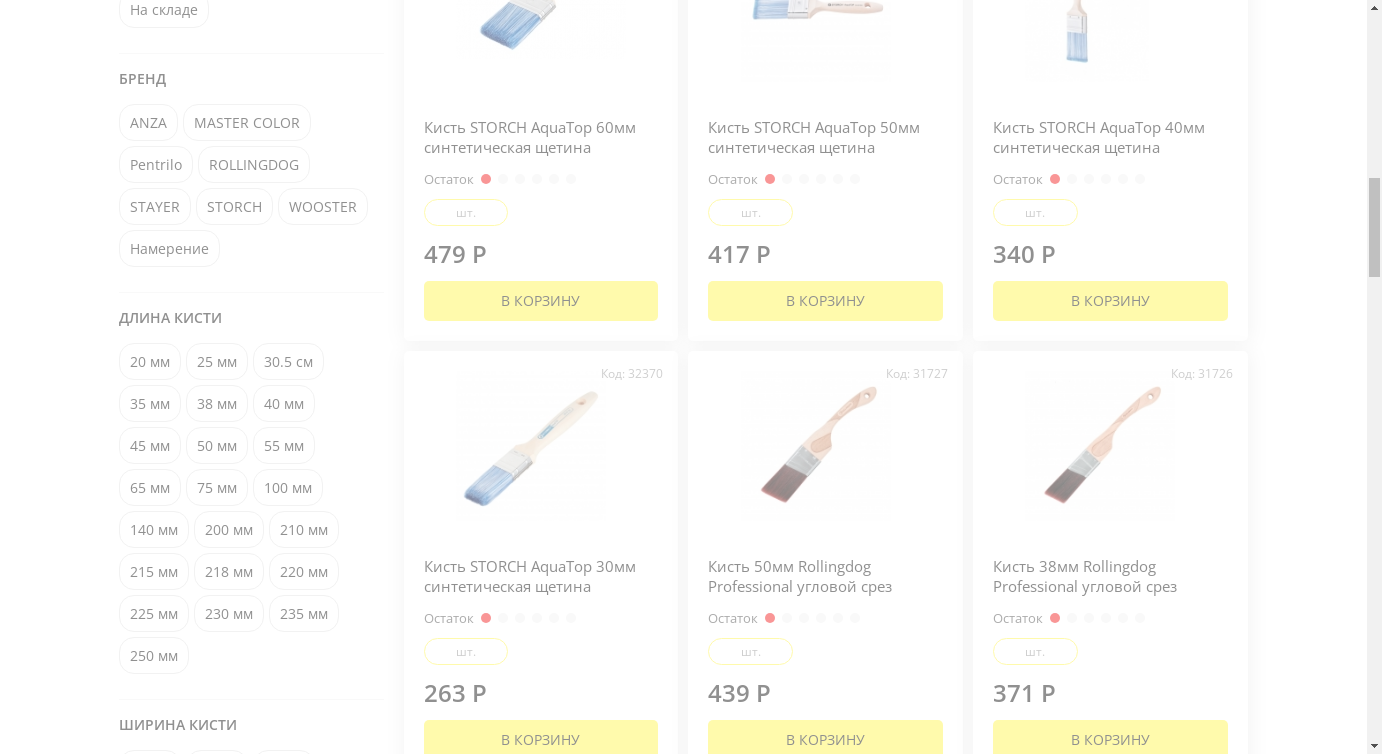 На складе
БРЕНД
ANZA
MASTER COLOR
Pentrilo
ROLLINGDOG
STAYER
STORCH
WOOSTER
Намерение
ДЛИНА КИСТИ
20 мм
25 мм
30.5 см
35 мм
38 мм
40 мм
45 мм
50 мм
55 мм
65 мм
75 мм
100 мм
140 мм
200 мм
210 мм
215 мм
218 мм
220 мм
225 мм
230 мм
235 мм
250 мм
ШИРИНА КИСТИ
Кисть STORCH AquaTop 60мм
синтетическая щетина
Остаток
шт.
479 Р
В КОРЗИНУ
Кисть STORCH AquaTop 50мм
синтетическая щетина
Остаток
шт.
417 Р
В КОРЗИНУ
Кисть STORCH AquaTop 40мм
синтетическая щетина
Остаток
шт.
340 Р
В КОРЗИНУ
Код: 32370
Кисть STORCH AquaTop 30мм
синтетическая щетина
Остаток
шт.
263 Р
В КОРЗИНУ
Код: 31727
Кисть 50мм Rollingdog
Professional угловой срез
Остаток
шт.
439 Р
В КОРЗИНУ
Код: 31726
Кисть 38мм Rollingdog
Professional угловой срез
Остаток
шт.
371 Р
В КОРЗИНУ